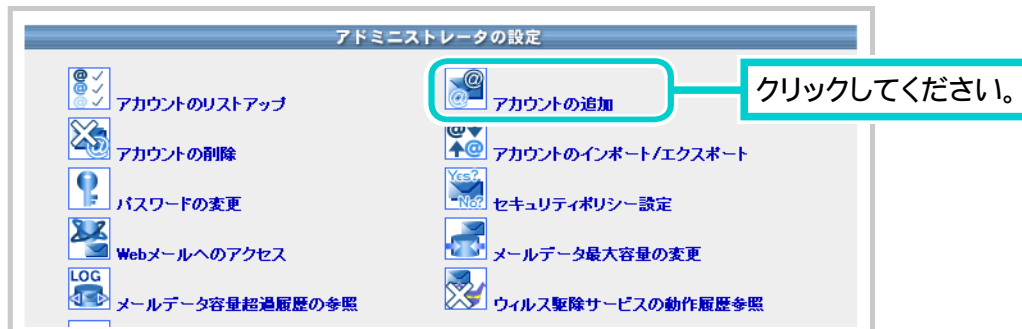 アドミニストレータの設定
アカウントのリストアップ
アカウントの追加
クリックしてください。
アカウントの削除
アカウントのインポート/エクスポート
パスワードの変更
Yes?
No?
セキュリティポリシー設定
Webメールへのアクセス
メールデータ最大容量の変更
LOG
メールデータ容量超過履歴の参照
ウィルス駆除サービスの動作履歴参照